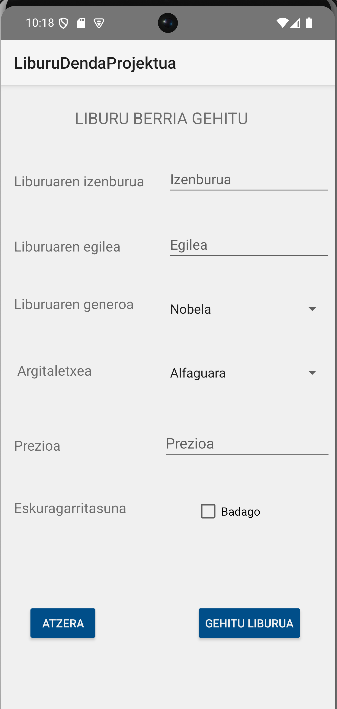 10:18
LiburuDendaProjektua
LIBURU BERRIA GEHITU
Liburuaren izenburua Izenburua
Liburuaren egilea Egilea
Liburuaren generoa Nobela
Argitaletxea Alfaguara
Prezioa Prezioa
Eskuragarritasuna Badago
ATZERA GEHITU LIBURUA